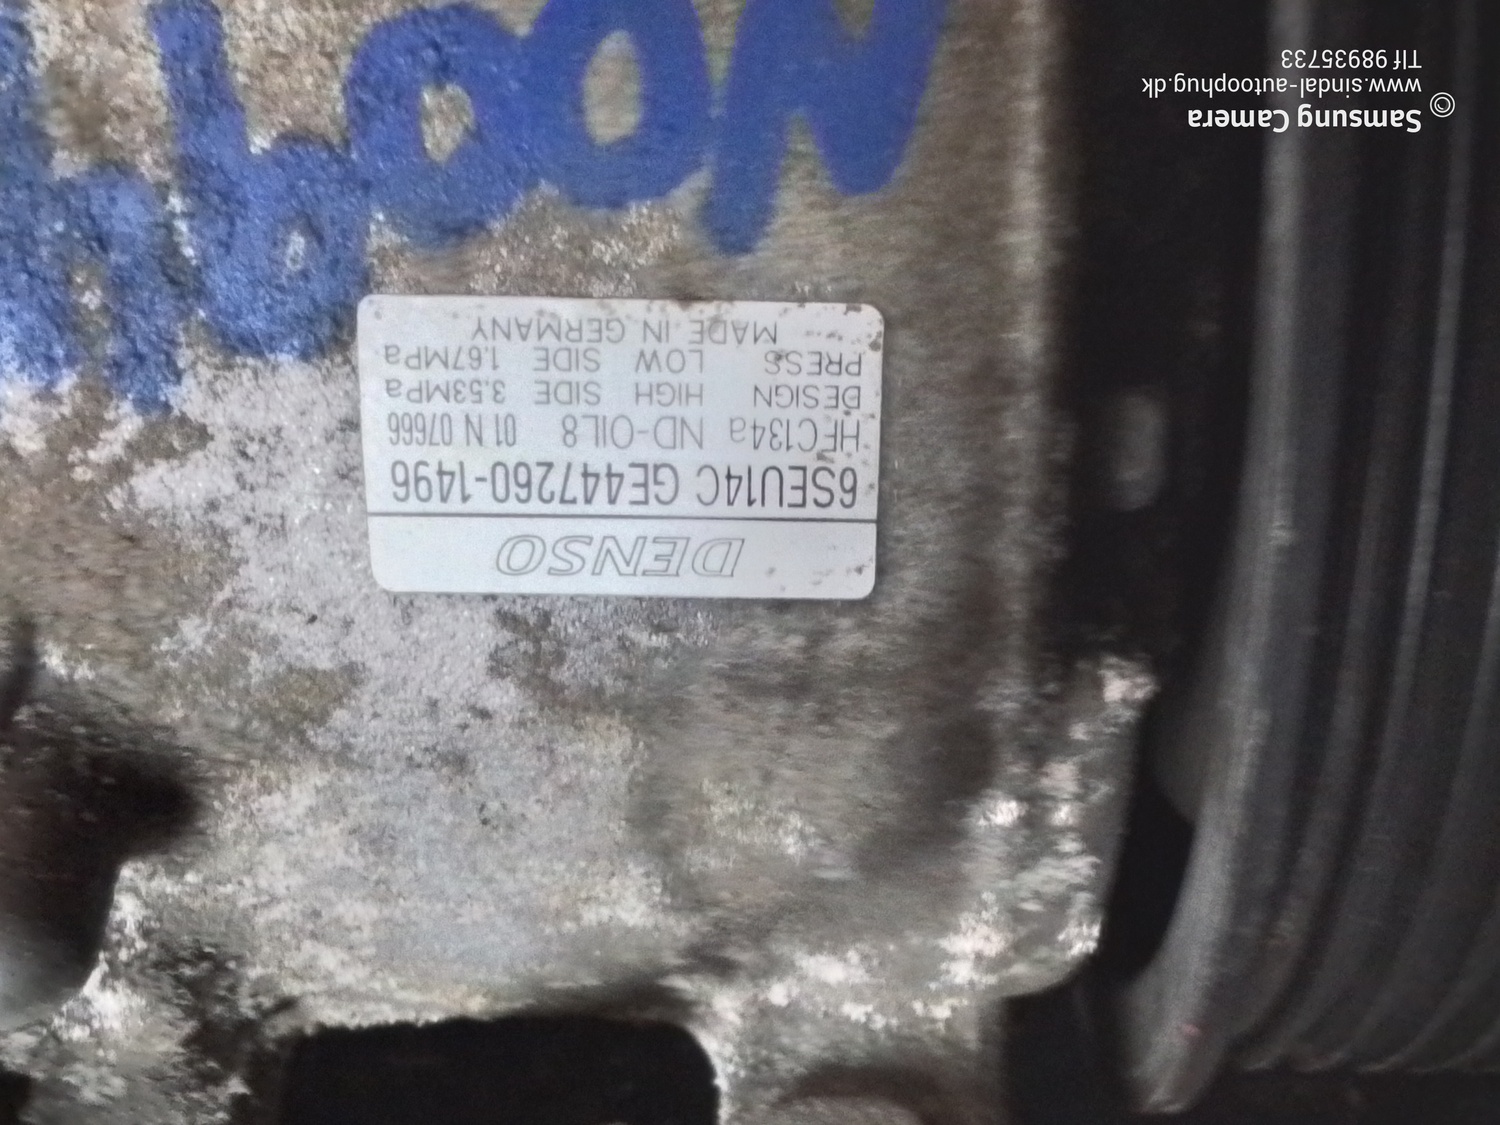 DENSO
6SEU14C GE447260-1496
HFC134a ND-OIL8 01 N 07666
DESIGN HIGH SIDE 3.53MPa
PRESS LOW SIDE 1.67MPa
MADE IN GERMANY
Samsung Camera
www.sindal-autoophug.dk
Tlf 98935733